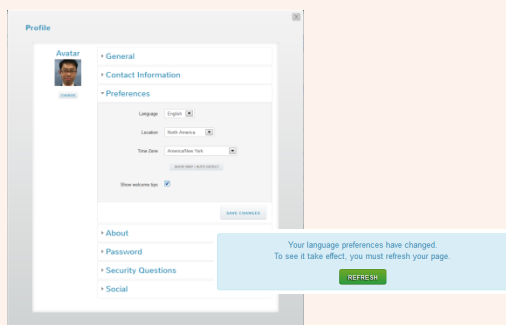 X
Profile
Avatar
CHANGE
General
Contact Information
Preferences
Language English
Location North America
Time Zone America/New York
Show welcome tips
SAVE CHANGES
About
Password
Security Questions
Social
Your language preferences have changed.
To see it take effect, you must refresh your page.
REFRESH